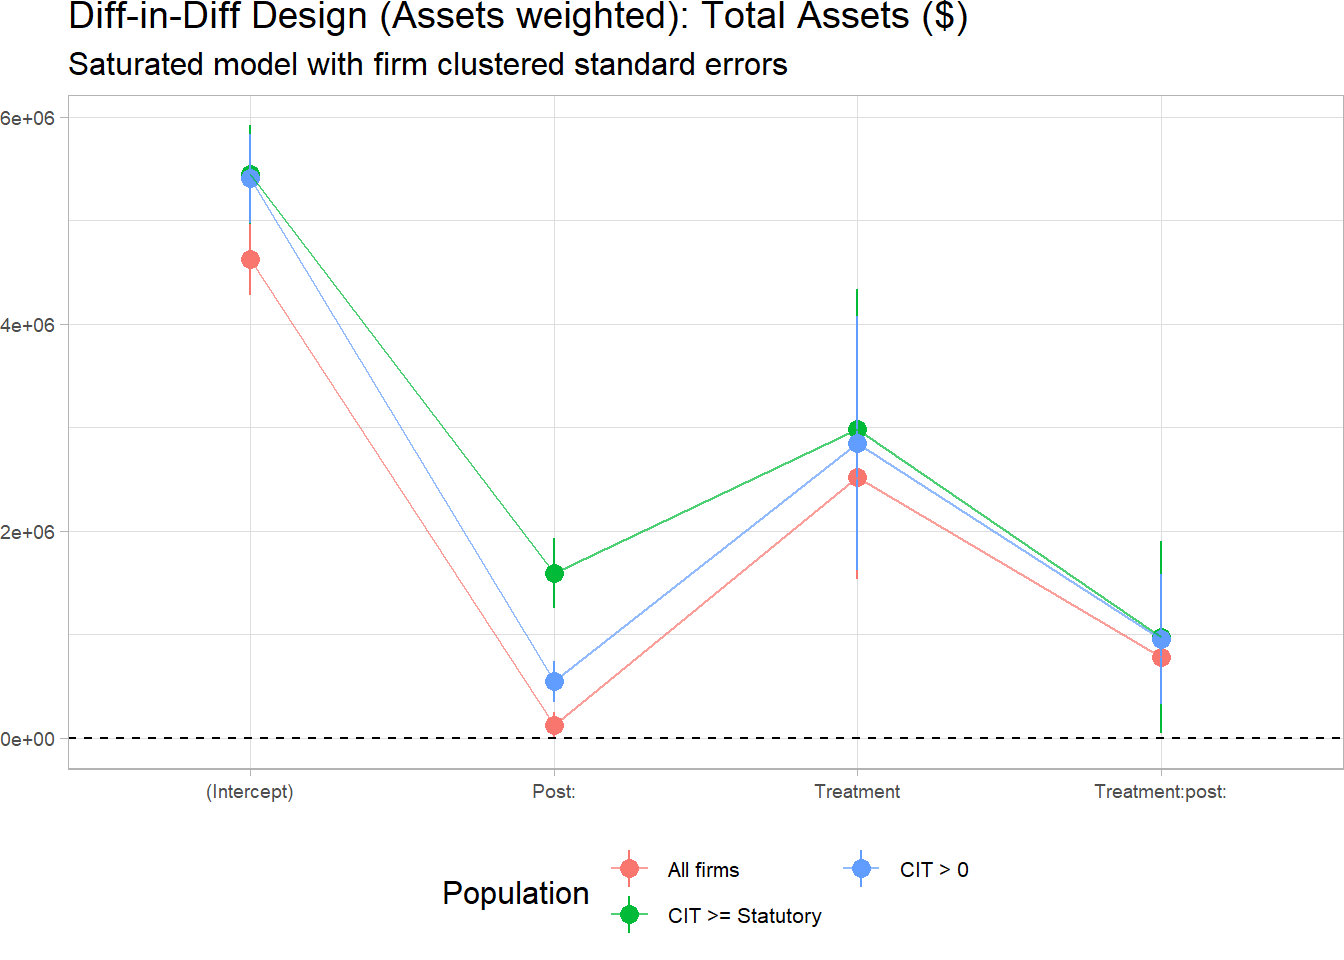 Diff-in-Diff Design (Assets weighted): Total Assets ($)
Saturated model with firm clustered standard errors
6e+06
4e+06
2e+06
0e+00
(Intercept)
Post:
Treatment
Treatment:post:
Population
All firms
CIT > 0
CIT >= Statutory